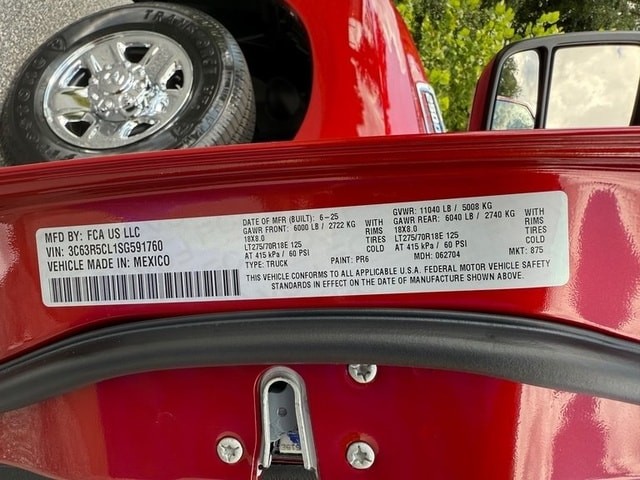 TRANSFORCE
MFD BY: FCA US LLC
VIN: 3C63R5CL1SG591760
VEHICLE MADE IN: MEXICO
DATE OF MFR (BUILT): 6-25
GAWR FRONT: 6000 LB / 2722 KG WITH
18X8.0 RIMS
LT275/70R18E 125 TIRES
AT 415 kPa / 60 PSI COLD
TYPE: TRUCK PAINT: PR6
GVWR: 11040 LB / 5008 KG
GAWR REAR: 6040 LB / 2740 KG WITH
18X8.0 RIMS
LT275/70R18E 125 TIRES
AT 415 kPa / 60 PSI COLD
MDH: 062704 MKT: 875
THIS VEHICLE CONFORMS TO ALL APPLICABLE U.S.A. FEDERAL MOTOR VEHICLE SAFETY
STANDARDS IN EFFECT ON THE DATE OF MANUFACTURE SHOWN ABOVE.